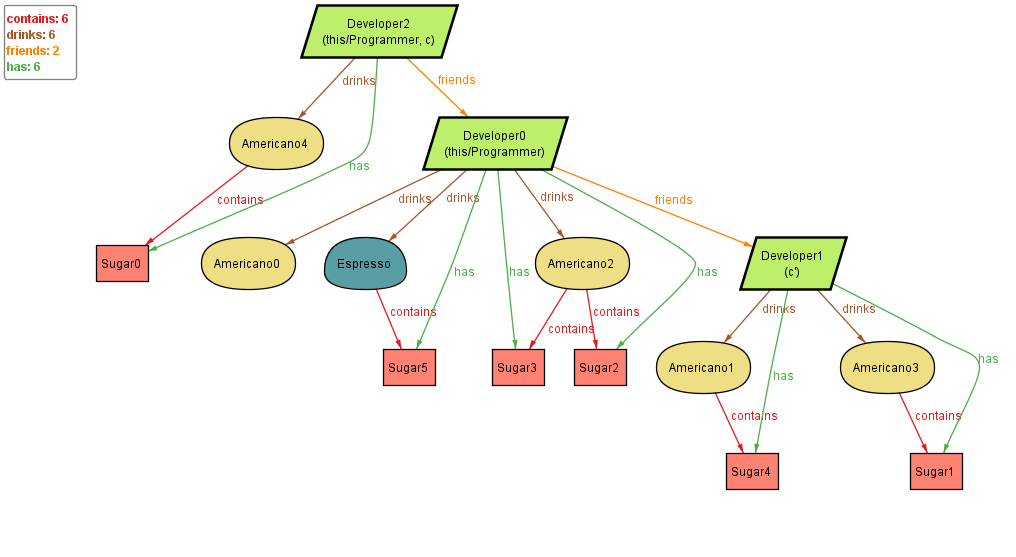 contains: 6
drinks: 6
friends: 2
has: 6
Developer2
(this/Programmer, c)
drinks
friends
Developer0
(this/Programmer)
Americano4
has
contains
drinks
drinks
drinks
friends
Sugar0
Americano0
Espresso
has
has
Americano2
has
Developer1
(c')
contains
contains
contains
drinks
drinks
Sugar5
Sugar3
Sugar2
Americano1
has
Americano3
has
contains
contains
Sugar4
Sugar1